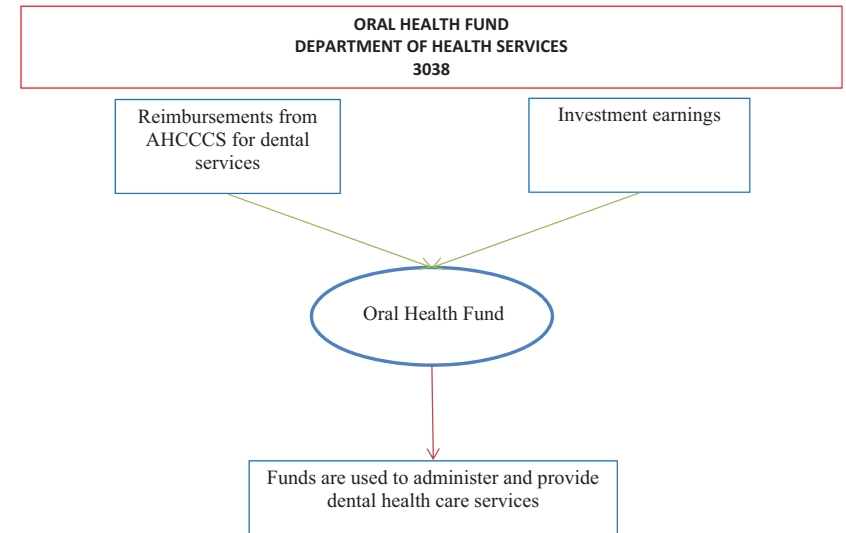 ORAL HEALTH FUND
DEPARTMENT OF HEALTH SERVICES
3038
Reimbursements from
AHCCCS for dental
services
Investment earnings
Oral Health Fund
Funds are used to administer and provide
dental health care services